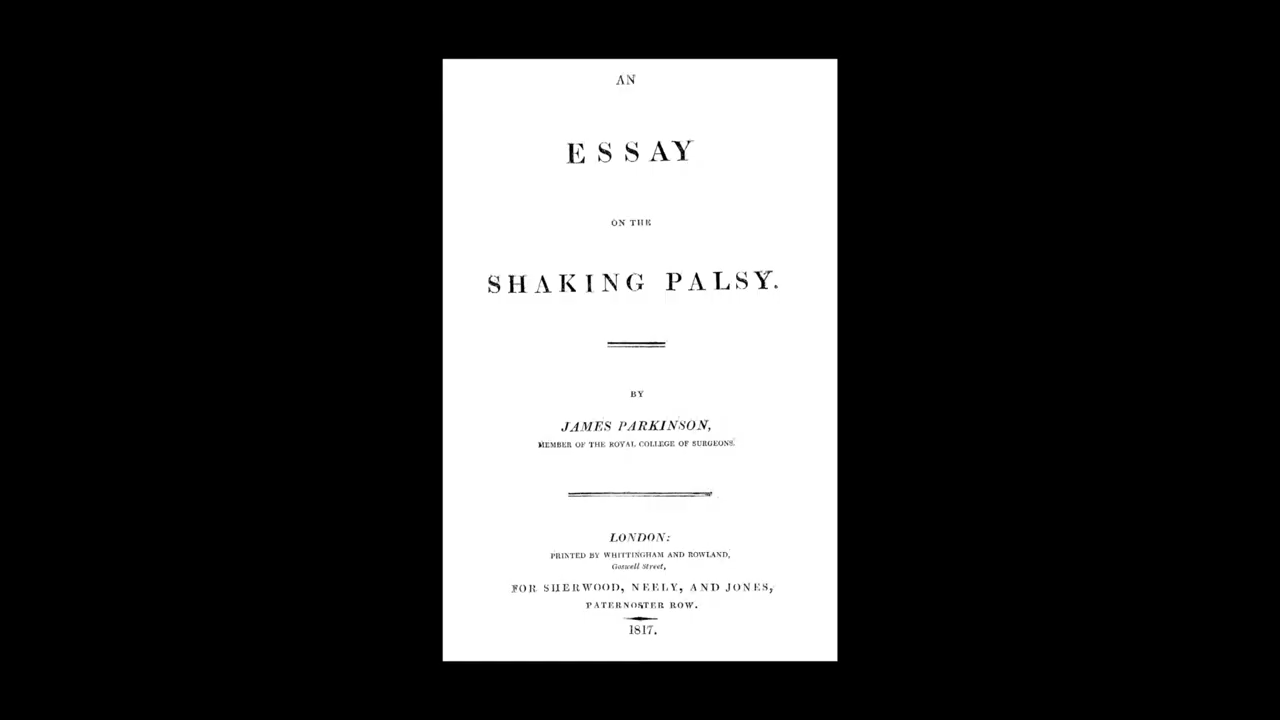 AN
ESSAY
ON THE
SHAKING PALSY.
BY
JAMES PARKINSON,
MEMBER OF THE ROYAL COLLEGE OF SURGEONS.
LONDON:
PRINTED BY WHITTINGHAM AND ROWLAND,
Goswell Street,
FOR SHERWOOD, NEELY, AND JONES,
PATERNOSTER ROW.
1817.